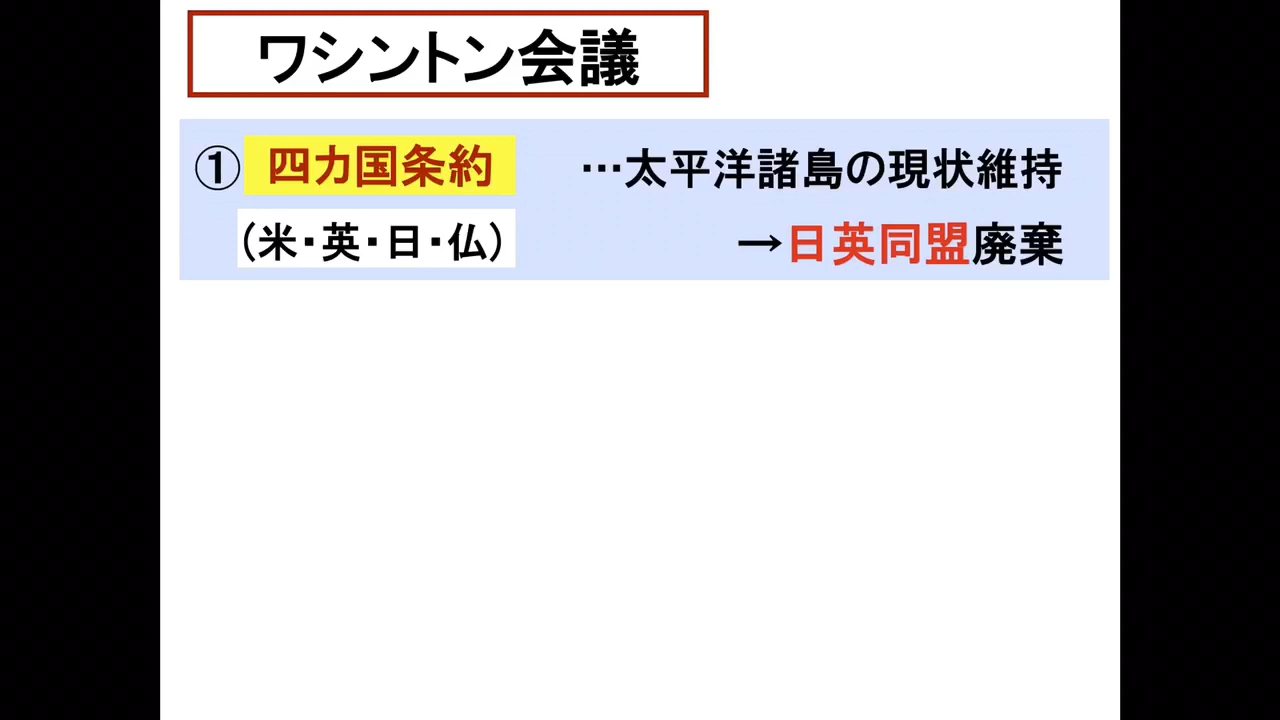 ワシントン会議
① 四カ国条約 …太平洋諸島の現状維持
(米・英・日・仏) →日英同盟廃棄